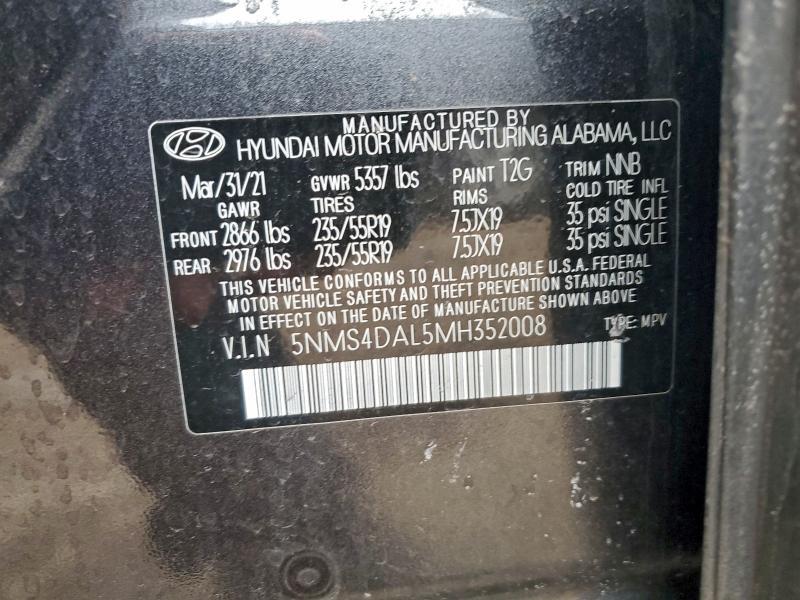 MANUFACTURED BY
HYUNDAI MOTOR MANUFACTURING ALABAMA, LLC
Mar/31/21 GVWR 5357 lbs PAINT T2G TRIM NNB
GAWR TIRES RIMS COLD TIRE INFL
FRONT 2866 lbs 235/55R19 7.5JX19 35 psi SINGLE
REAR 2976 lbs 235/55R19 7.5JX19 35 psi SINGLE
THIS VEHICLE CONFORMS TO ALL APPLICABLE U.S.A. FEDERAL
MOTOR VEHICLE SAFETY AND THEFT PREVENTION STANDARDS
IN EFFECT ON THE DATE OF MANUFACTURE SHOWN ABOVE.
V.I.N 5NMS4DAL5MH352008 TYPE: MPV